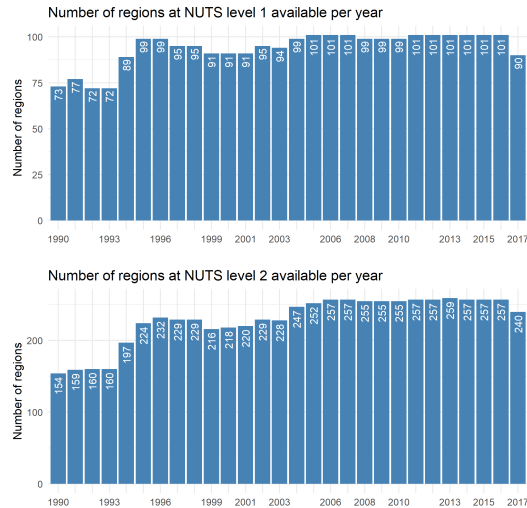 Number of regions at NUTS level 1 available per year
Number of regions
100
75
50
25
0
73 77 72 72 89 99 99 95 95 91 91 91 95 94 99 101 101 101 99 99 99 101 101 101 101 101 101 90
1990 1993 1996 1999 2001 2003 2006 2008 2010 2013 2015 2017
Number of regions at NUTS level 2 available per year
Number of regions
200
100
0
154 159 160 160 197 224 232 229 229 216 218 220 229 228 247 252 257 257 255 255 255 257 257 259 257 257 257 240
1990 1993 1996 1999 2001 2003 2006 2008 2010 2013 2015 2017